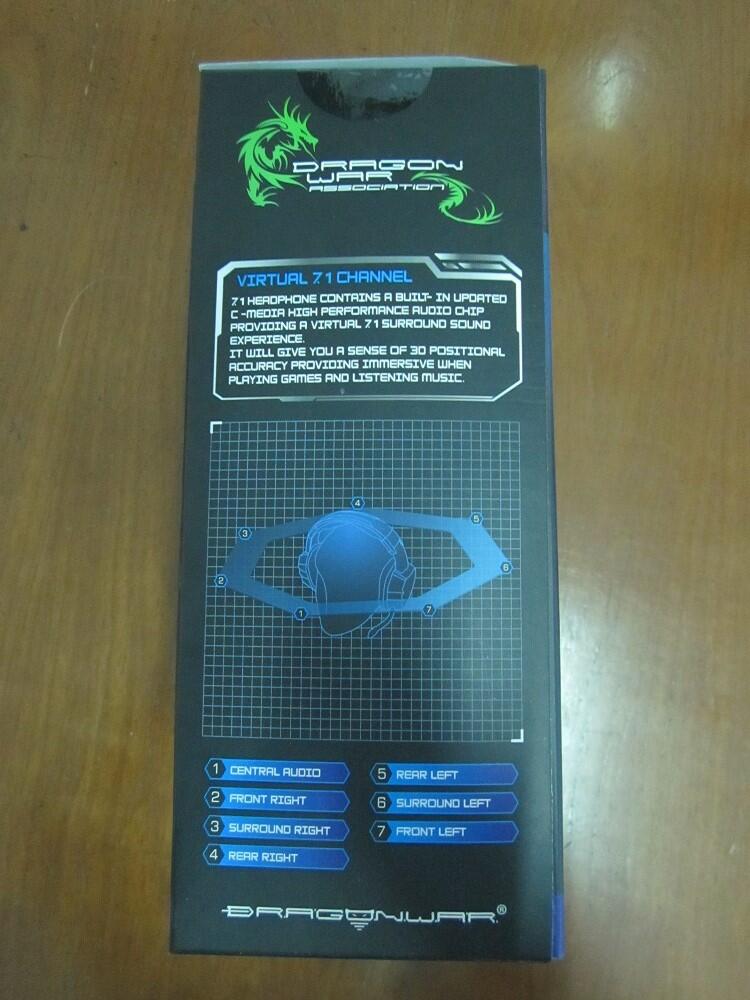 DRAGON
WAR
ASSOCIATION
VIRTUAL 7.1 CHANNEL
7.1 HEADPHONE CONTAINS A BUILT- IN UPDATED
C -MEDIA HIGH PERFORMANCE AUDIO CHIP
PROVIDING A VIRTUAL 7.1 SURROUND SOUND
EXPERIENCE.
IT WILL GIVE YOU A SENSE OF 3D POSITIONAL
ACCURACY PROVIDING IMMERSIVE WHEN
PLAYING GAMES AND LISTENING MUSIC.
4
3
5
2
6
1
7
1 CENTRAL AUDIO
2 FRONT RIGHT
3 SURROUND RIGHT
4 REAR RIGHT
5 REAR LEFT
6 SURROUND LEFT
7 FRONT LEFT
DRAGONWAR®